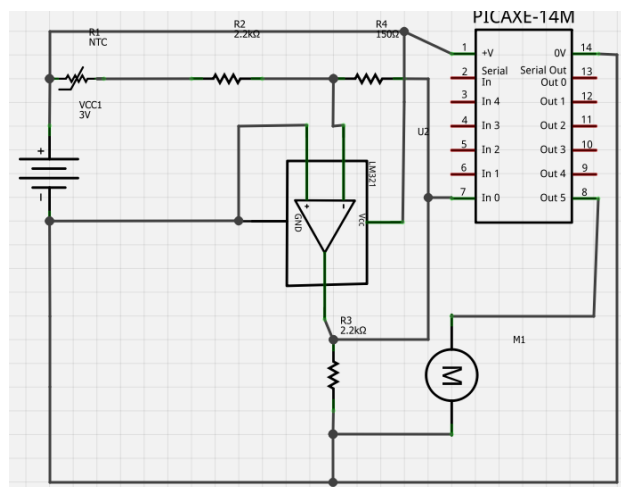 PICAXE-14M
R1
NTC
R2
2.2kΩ
R4
150Ω
VCC1
3V
+
-
U2
1 +V 0V 14
2 Serial In Serial Out Out 0 13
3 In 4 Out 1 12
4 In 3 Out 2 11
5 In 2 Out 3 10
6 In 1 Out 4 9
7 In 0 Out 5 8
LM321
+ -
GND
Vcc
R3
2.2kΩ
M1
M